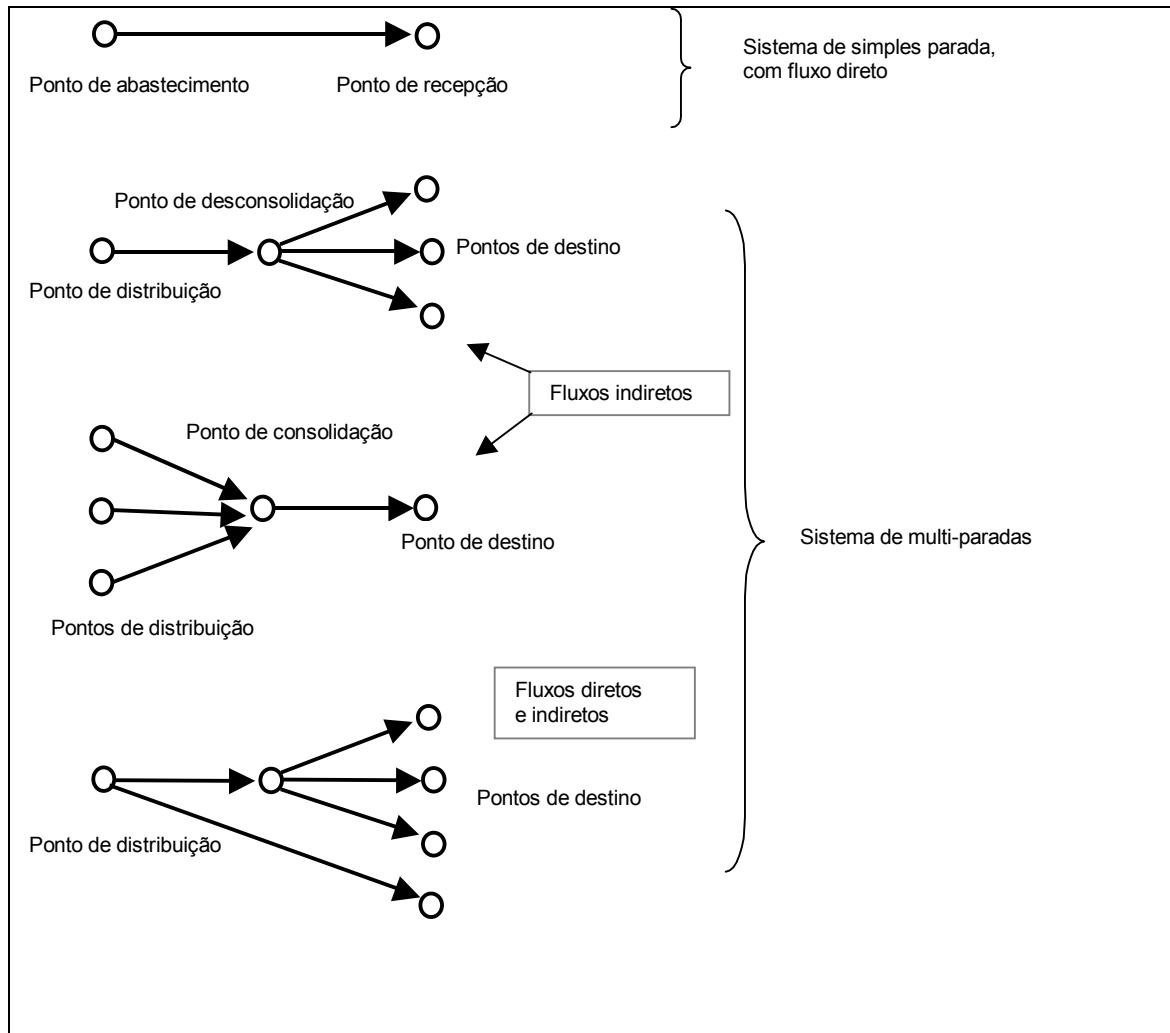 Sistema de simples parada,
com fluxo direto
Ponto de abastecimento
Ponto de recepção
Ponto de desconsolidação
Pontos de destino
Ponto de distribuição
Fluxos indiretos
Ponto de consolidação
Sistema de multi-paradas
Ponto de destino
Pontos de distribuição
Fluxos diretos
e indiretos
Pontos de destino
Ponto de distribuição